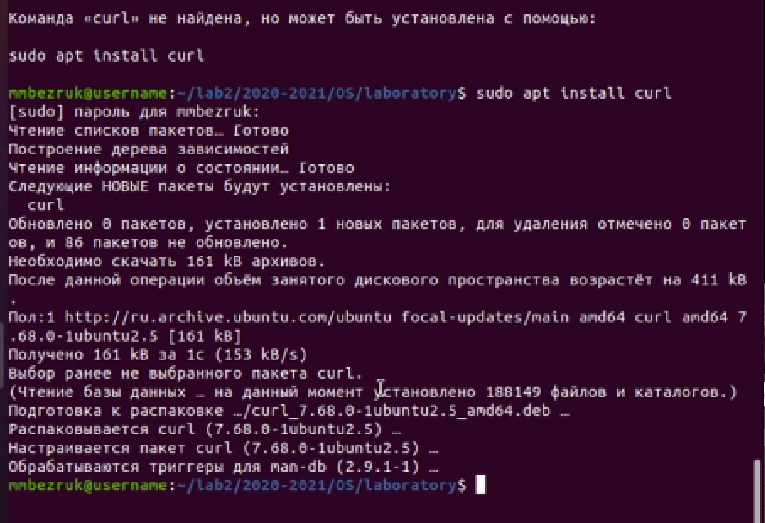 Команда «curl» не найдена, но может быть установлена с помощью:
sudo apt install curl
mmbezruk@username:~/lab2/2020-2021/OS/laboratory$ sudo apt install curl
[sudo] пароль для mmbezruk:
Чтение списков пакетов… Готово
Построение дерева зависимостей
Чтение информации о состоянии… Готово
Следующие НОВЫЕ пакеты будут установлены:
curl
Обновлено 0 пакетов, установлено 1 новых пакетов, для удаления отмечено 0 пакет
ов, и 86 пакетов не обновлено.
Необходимо скачать 161 kB архивов.
После данной операции объём занятого дискового пространства возрастёт на 411 kB
.
Пол:1 http://ru.archive.ubuntu.com/ubuntu focal-updates/main amd64 curl amd64 7
.68.0-1ubuntu2.5 [161 kB]
Получено 161 kB за 1с (153 kB/s)
Выбор ранее не выбранного пакета curl.
(Чтение базы данных … на данный момент установлено 188149 файлов и каталогов.)
Подготовка к распаковке …/curl_7.68.0-1ubuntu2.5_amd64.deb …
Распаковывается curl (7.68.0-1ubuntu2.5) …
Настраивается пакет curl (7.68.0-1ubuntu2.5) …
Обрабатываются триггеры для man-db (2.9.1-1) …
mmbezruk@username:~/lab2/2020-2021/OS/laboratory$